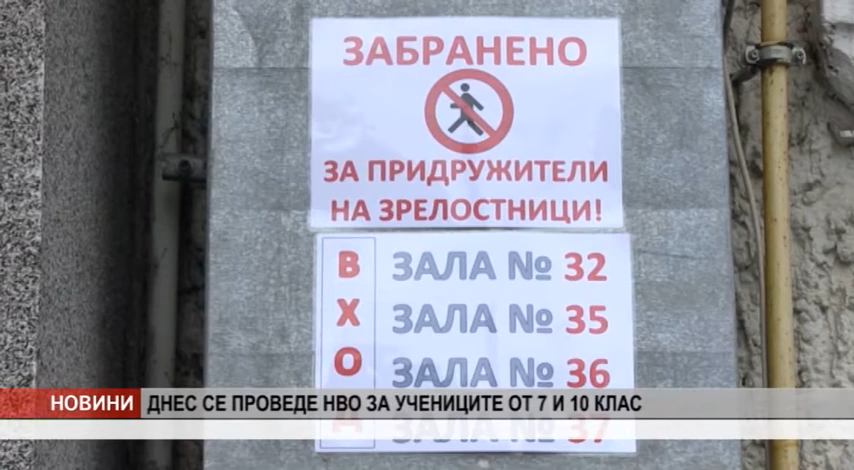 ЗАБРАНЕНО
ЗА ПРИДРУЖИТЕЛИ
НА ЗРЕЛОСТНИЦИ!
ВХОД
ЗАЛА № 32
ЗАЛА № 35
ЗАЛА № 36
ЗАЛА № 37
НОВИНИ ДНЕС СЕ ПРОВЕДЕ НВО ЗА УЧЕНИЦИТЕ ОТ 7 И 10 КЛАС